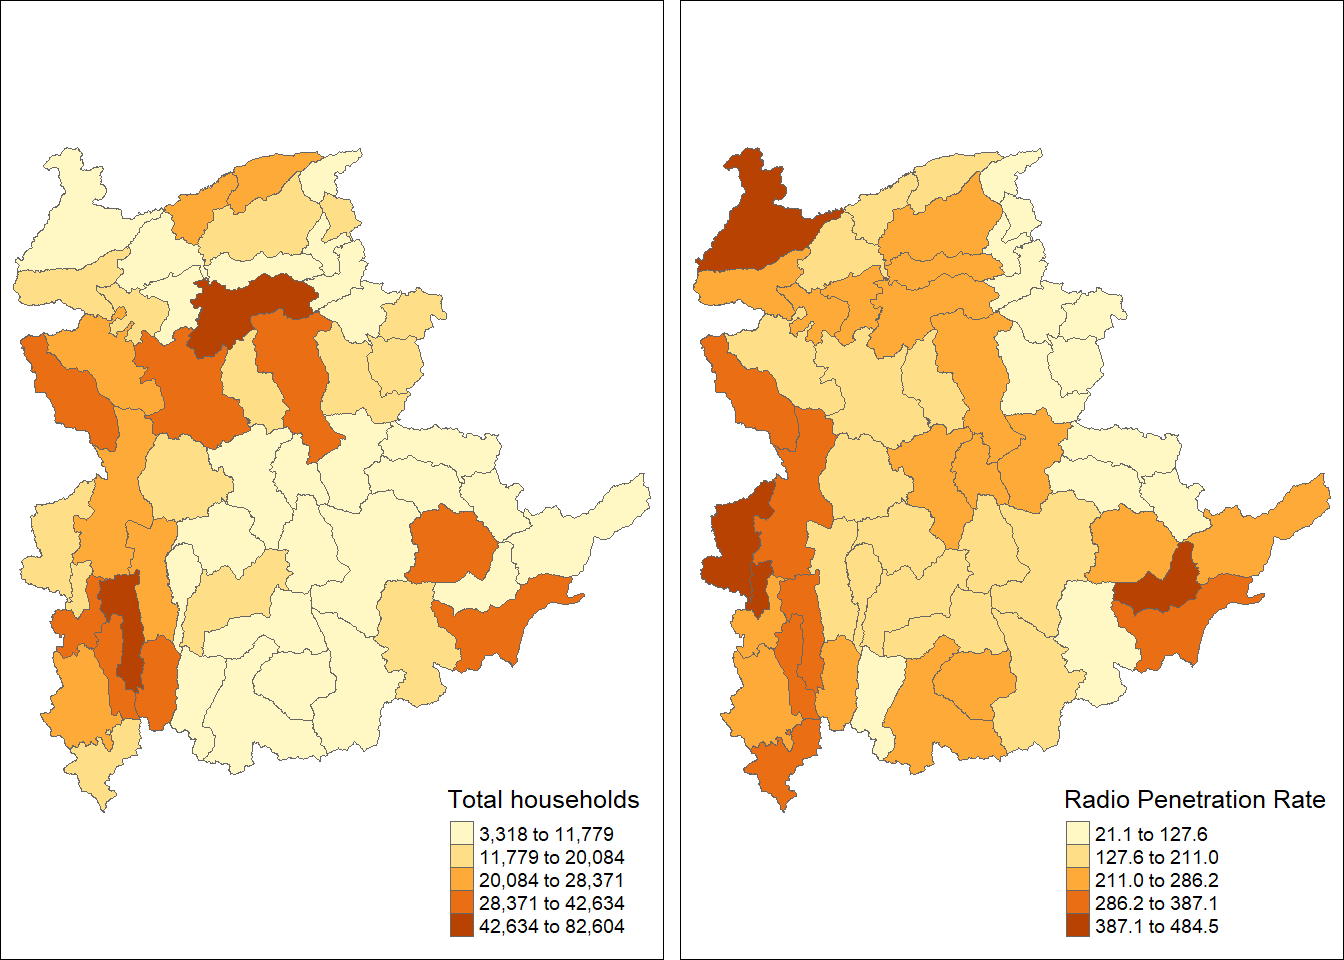 Total households
3,318 to 11,779
11,779 to 20,084
20,084 to 28,371
28,371 to 42,634
42,634 to 82,604
Radio Penetration Rate
21.1 to 127.6
127.6 to 211.0
211.0 to 286.2
286.2 to 387.1
387.1 to 484.5